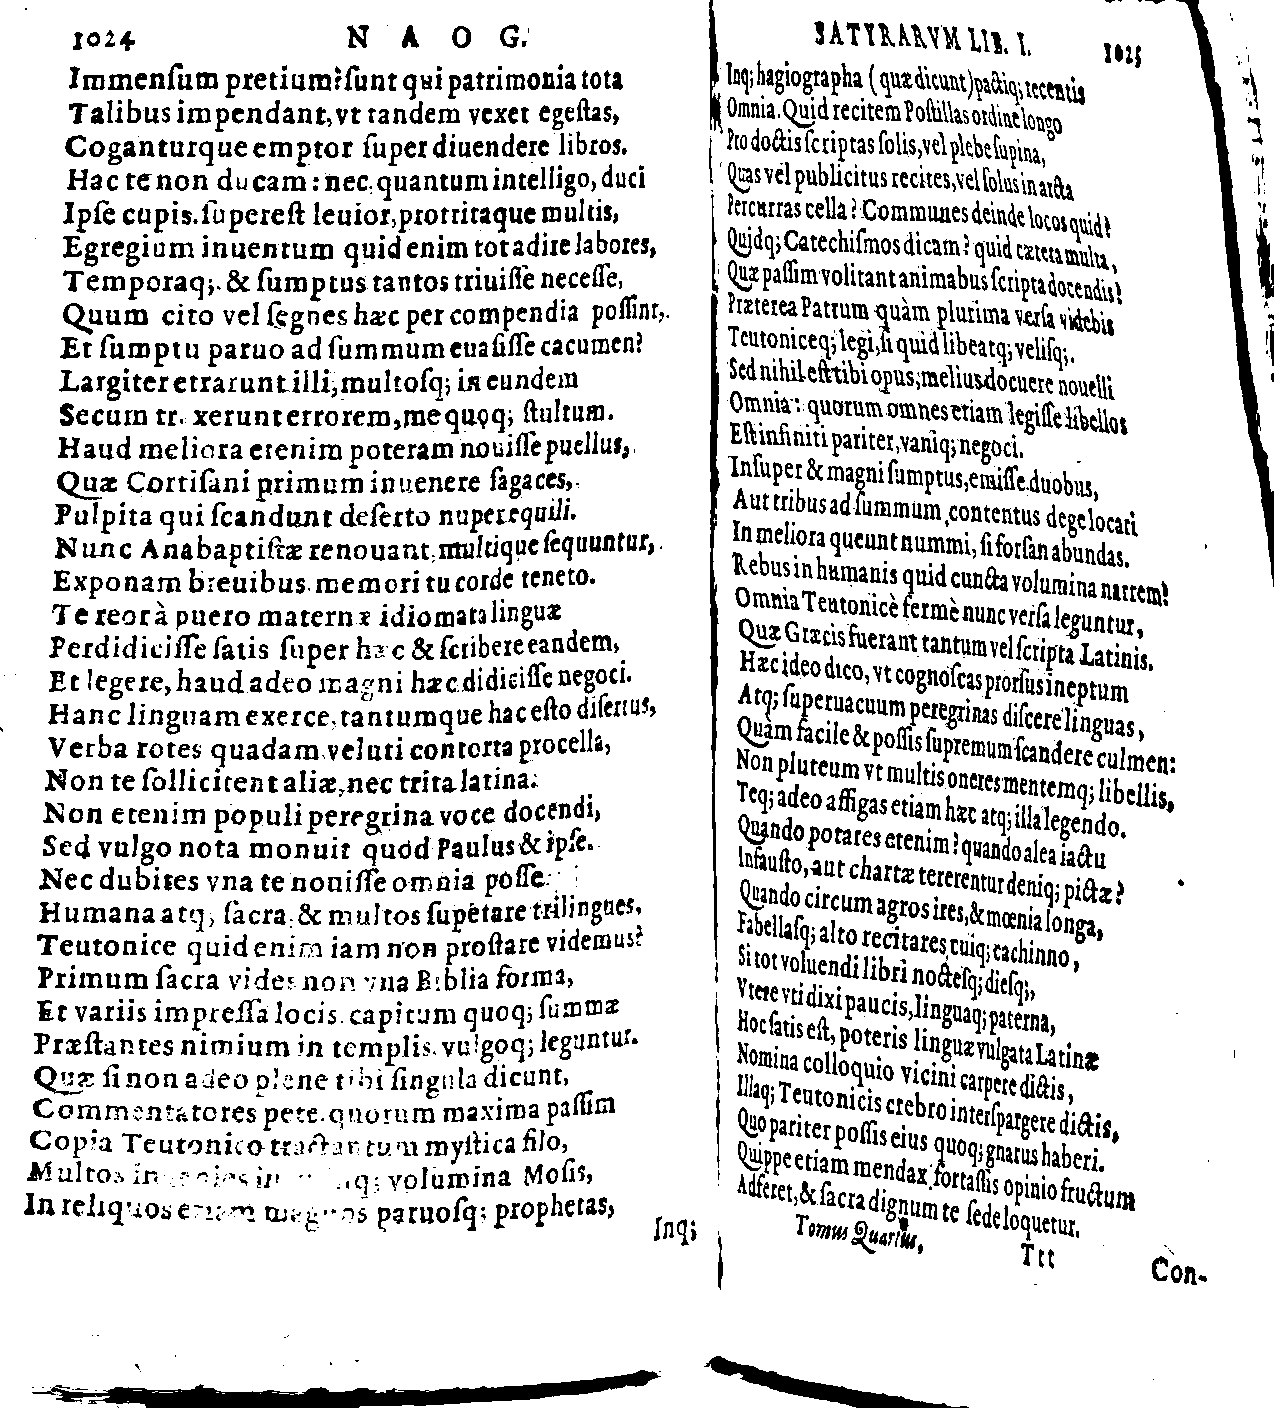 1024 NAOG.
Immenſum pretium? ſunt qui patrimonia tota
Talibus impendant, vt tandem vexet egeſtas,
Coganturque emptor ſuper diuendere libros.
Hac te non ducam: nec quantum intelligo, duci
Ipſe cupis. ſupereſt leuior, protritaque multis,
Egregium inuentum quid enim tot adire labores,
Temporaq; & ſumptus tantos triuiſſe neceſſe,
Quum cito vel ſegnes hæc per compendia poſſint,
Et ſumptu paruo ad ſummum euaſiſſe cacumen?
Largiter errarunt illi, multoſq; in eundem
Secum traxerunt errorem, me quoq; ſtultum.
Haud meliora etenim poteram nouiſſe puellus,
Quæ Cortiſani primum inuenere ſagaces,
Pulpita qui ſcandunt deſerto nuper equili.
Nunc Anabaptiſtæ renouant, multique ſequuntur,
Exponam breuibus. memori tu corde teneto.
Te reor à puero maternæ idiomata linguæ
Perdidiciſſe ſatis ſuper hæc & ſcribere eandem,
Et legere, haud adeo magni hæc didiciſſe negoci.
Hanc linguam exerce, tantumque hac eſto diſertus,
Verba rotes quadam veluti contorta procella,
Non te ſollicitent aliæ, nec trita latina:
Non etenim populi peregrina voce docendi,
Sed vulgo nota monuit quod Paulus & ipſe.
Nec dubites vna te nouiſſe omnia poſſe
Humana atq; ſacra, & multos ſupetare trilingues.
Teutonice quid enim iam non proſtare videmus?
Primum ſacra vides non vna Biblia forma,
Et variis impreſſa locis. capitum quoq; ſummæ
Præſtantes nimium in templis. vulgoq; leguntur.
Quæ ſi non adeo plene tibi ſingula dicunt,
Commentatores pete. quorum maxima paſſim
Copia Teutonico tractantum myſtica filo,
Multos in volumina Moſis,
In reliquos etiam magnos paruoſq; prophetas,
Inq;
SATYRARVM LIB. I. 1025
Inq; hagiographa (quæ dicunt) pactiq; recentis
Omnia. Quid recitem Poſtillas ordine longo
Pro doctis ſcriptas ſolis, vel plebe ſupina,
Quas vel publicitus recites, vel ſolus in arcta
Percurras cella? Communes deinde locos quid?
Quidq; Catechiſmos dicam? quid cætera multa,
Quæ paſſim volitant animabus ſcripta docendis?
Præterea Patrum quàm plurima verſa videbis
Teutoniceq; legi, ſi quid libeatq; veliſq;.
Sed nihil eſt tibi opus, melius docuere nouelli
Omnia: quorum omnes etiam legiſſe libellos
Eſt infiniti pariter, vaniq; negoci.
Inſuper & magni ſumptus, emiſſe duobus,
Aut tribus ad ſummum contentus dege locari
In meliora queunt nummi, ſi forſan abundas.
Rebus in humanis quid cuncta volumina narrem?
Omnia Teutonicè fermè nunc verſa leguntur,
Quæ Græcis fuerant tantum vel ſcripta Latinis.
Hæc ideo dico, vt cognoſcas prorſus ineptum
Atq; ſuperuacuum peregrinas diſcere linguas,
Quàm facile & poſſis ſupremum ſcandere culmen:
Non pluteum vt multis oneres mentemq; libellis,
Teq; adeo affigas etiam hæc atq; illa legendo.
Quando potares etenim? quando alea iactu
Infauſto, aut chartæ tererentur deniq; pictæ?
Quando circum agros ires, & mœnia longa,
Fabellaſq; alto recitares cuiq; cachinno,
Si tot voluendi libri noctesq; dieſq;,
Vtere vti dixi paucis, linguaq; paterna,
Hoc ſatis eſt, poteris linguæ vulgata Latinæ
Nomina colloquio vicini carpere dictis,
Illaq; Teutonicis crebro interſpargere dictis,
Quo pariter poſſis eius quoq; gnarus haberi.
Quippe etiam mendax fortaſſis opinio fructum
Adferet, & ſacra dignum te ſede loquetur.
Tomus Quartus, Ttt Con-